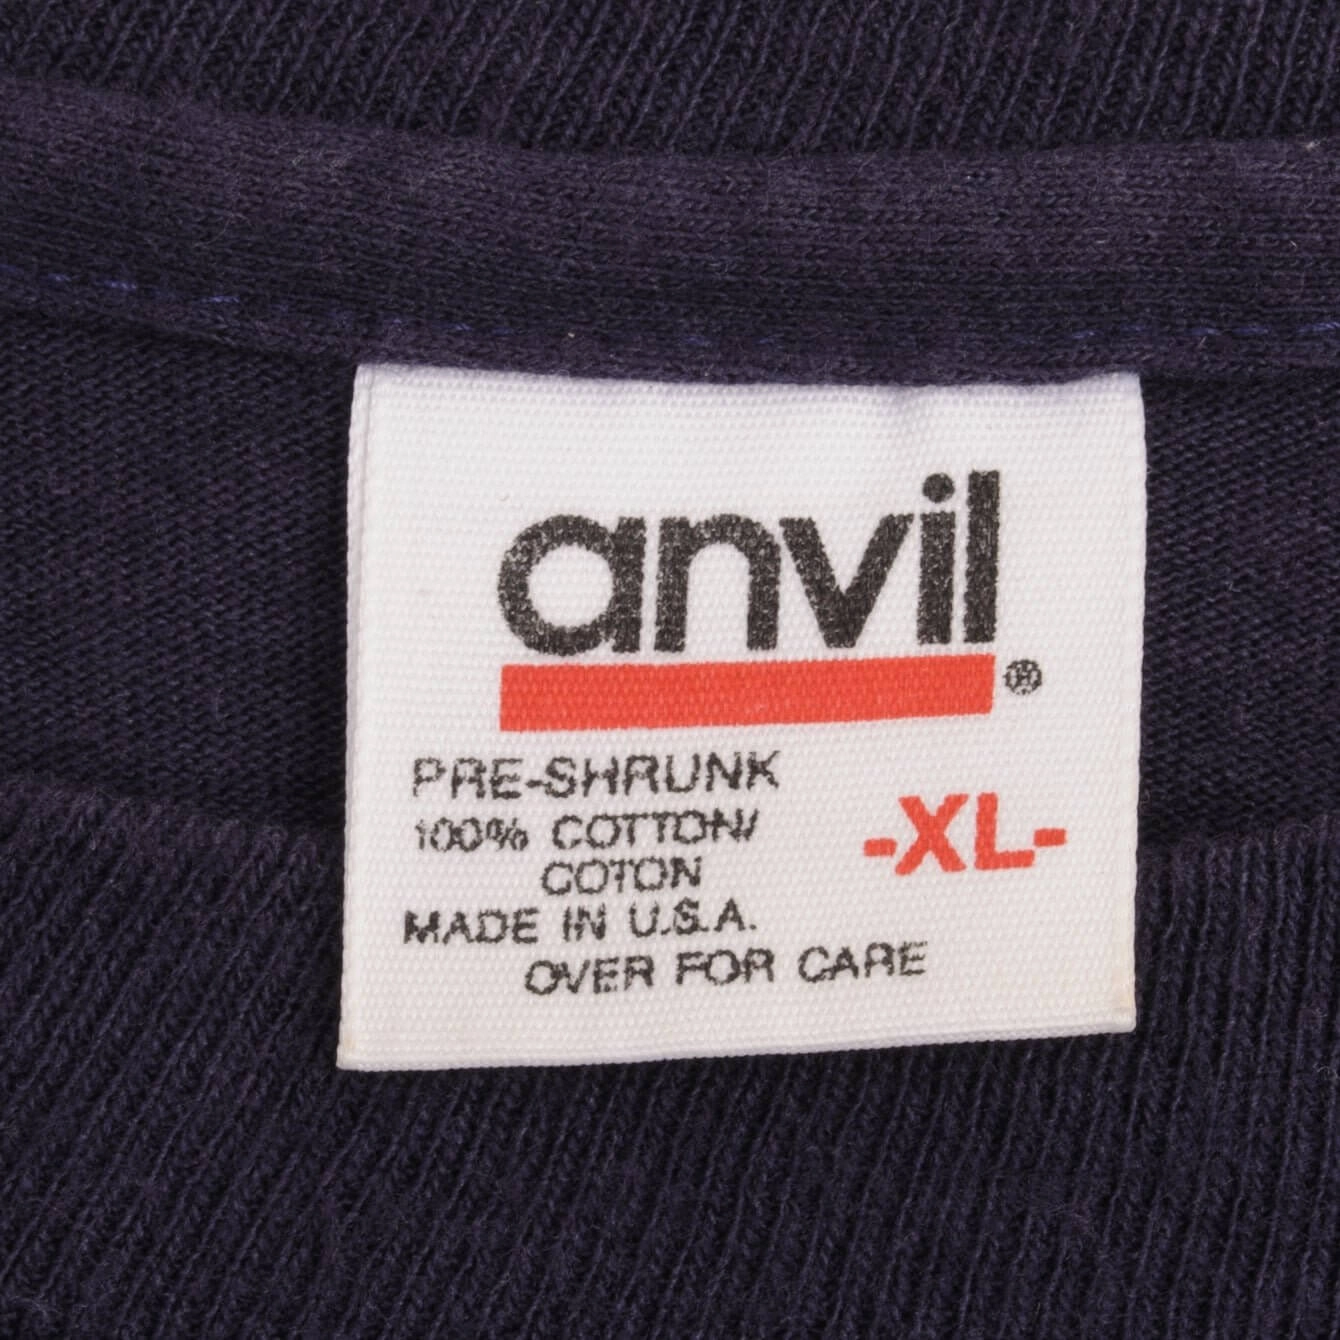 anvil®
PRE-SHRUNK
100% COTTON/
COTON
-XL-
MADE IN U.S.A.
OVER FOR CARE